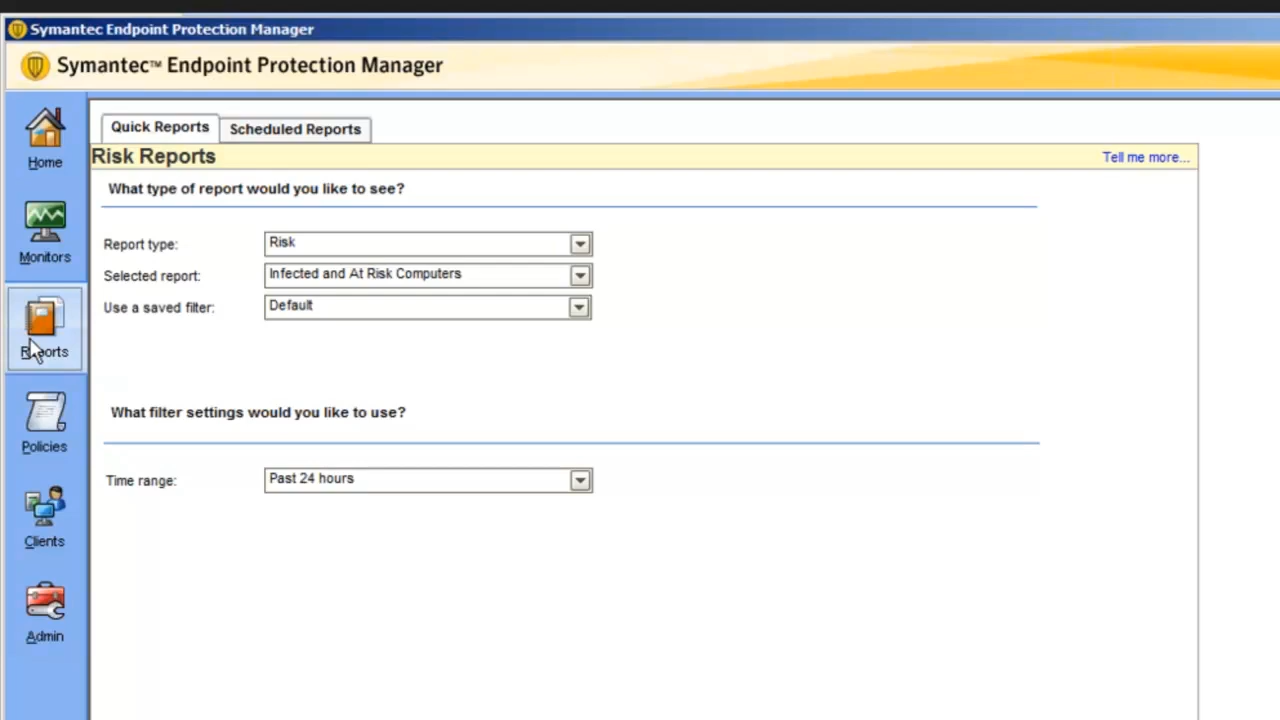 Symantec Endpoint Protection Manager
Symantec™ Endpoint Protection Manager
Home
Monitors
Reports
Policies
Clients
Admin
Quick Reports
Scheduled Reports
Risk Reports
Tell me more...
What type of report would you like to see?
Report type: Risk
Selected report: Infected and At Risk Computers
Use a saved filter: Default
What filter settings would you like to use?
Time range: Past 24 hours